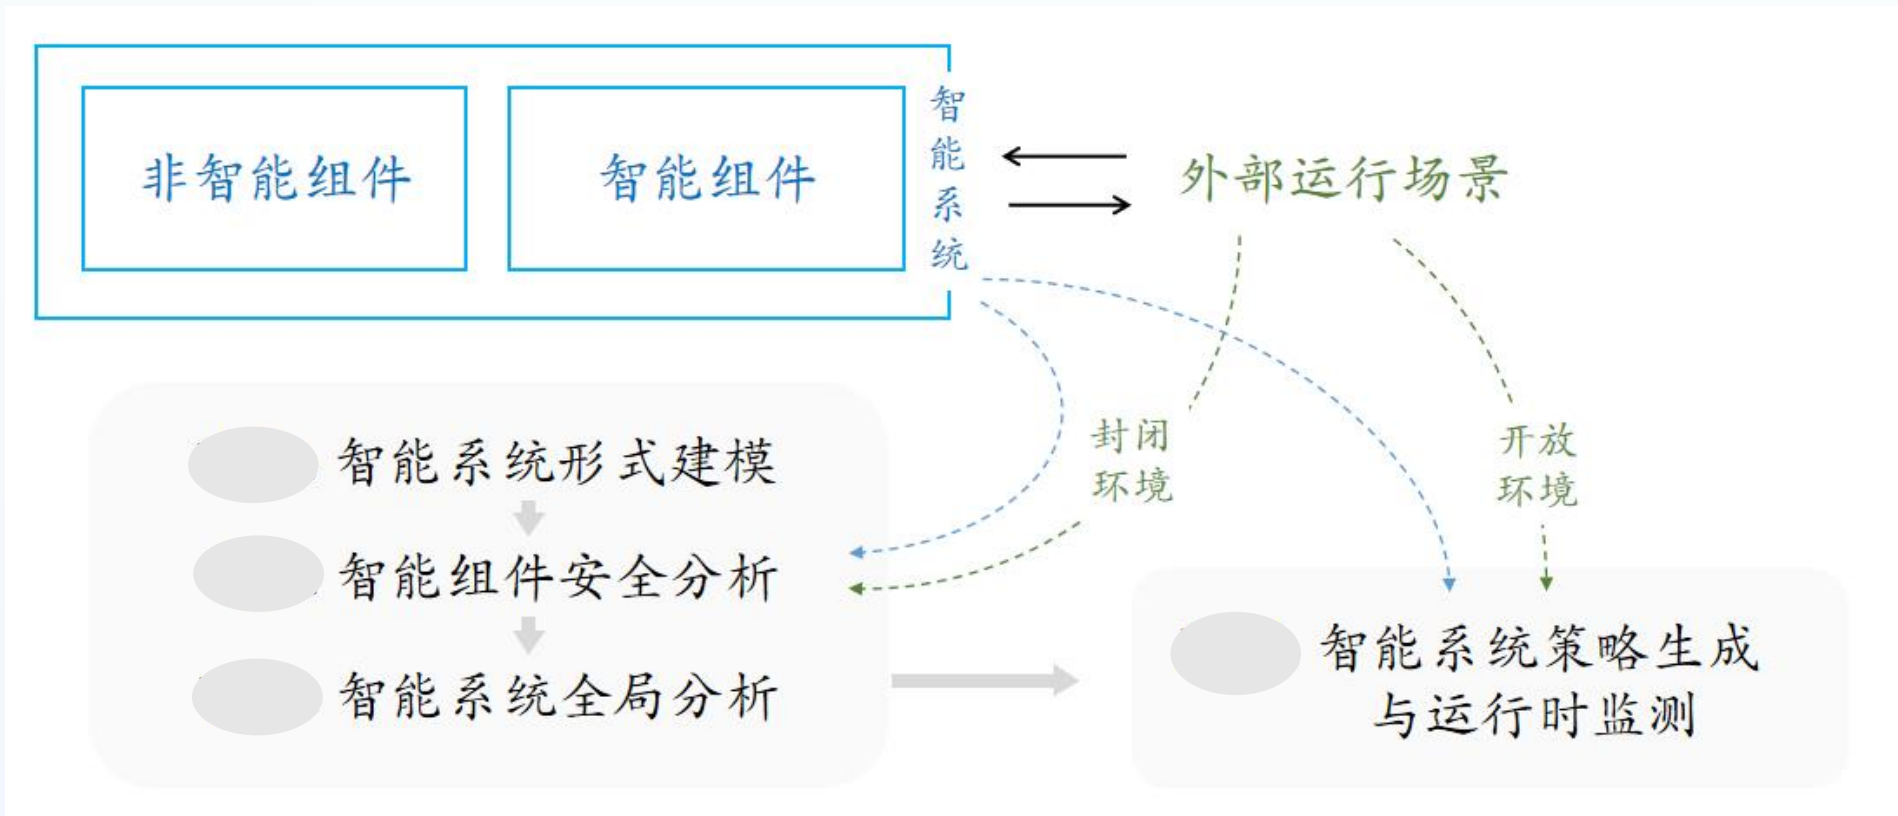 非智能组件
智能组件
智能系统
外部运行场景
封闭
环境
开放
环境
智能系统形式建模
智能组件安全分析
智能系统全局分析
智能系统策略生成
与运行时监测